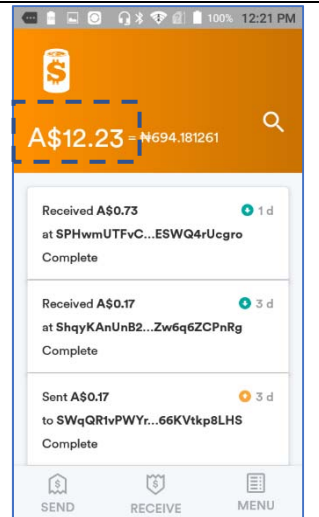 100% 12:21 PM
A$12.23 = ₦694.181261
Received A$0.73 1 d
at SPHwmUTFvC...ESWQ4rUcgro
Complete
Received A$0.17 3 d
at ShqyKAnUnB2...Zw6q6ZCPnRg
Complete
Sent A$0.17 3 d
to SWqQR1vPWYr...66KVtkp8LHS
Complete
SEND RECEIVE MENU